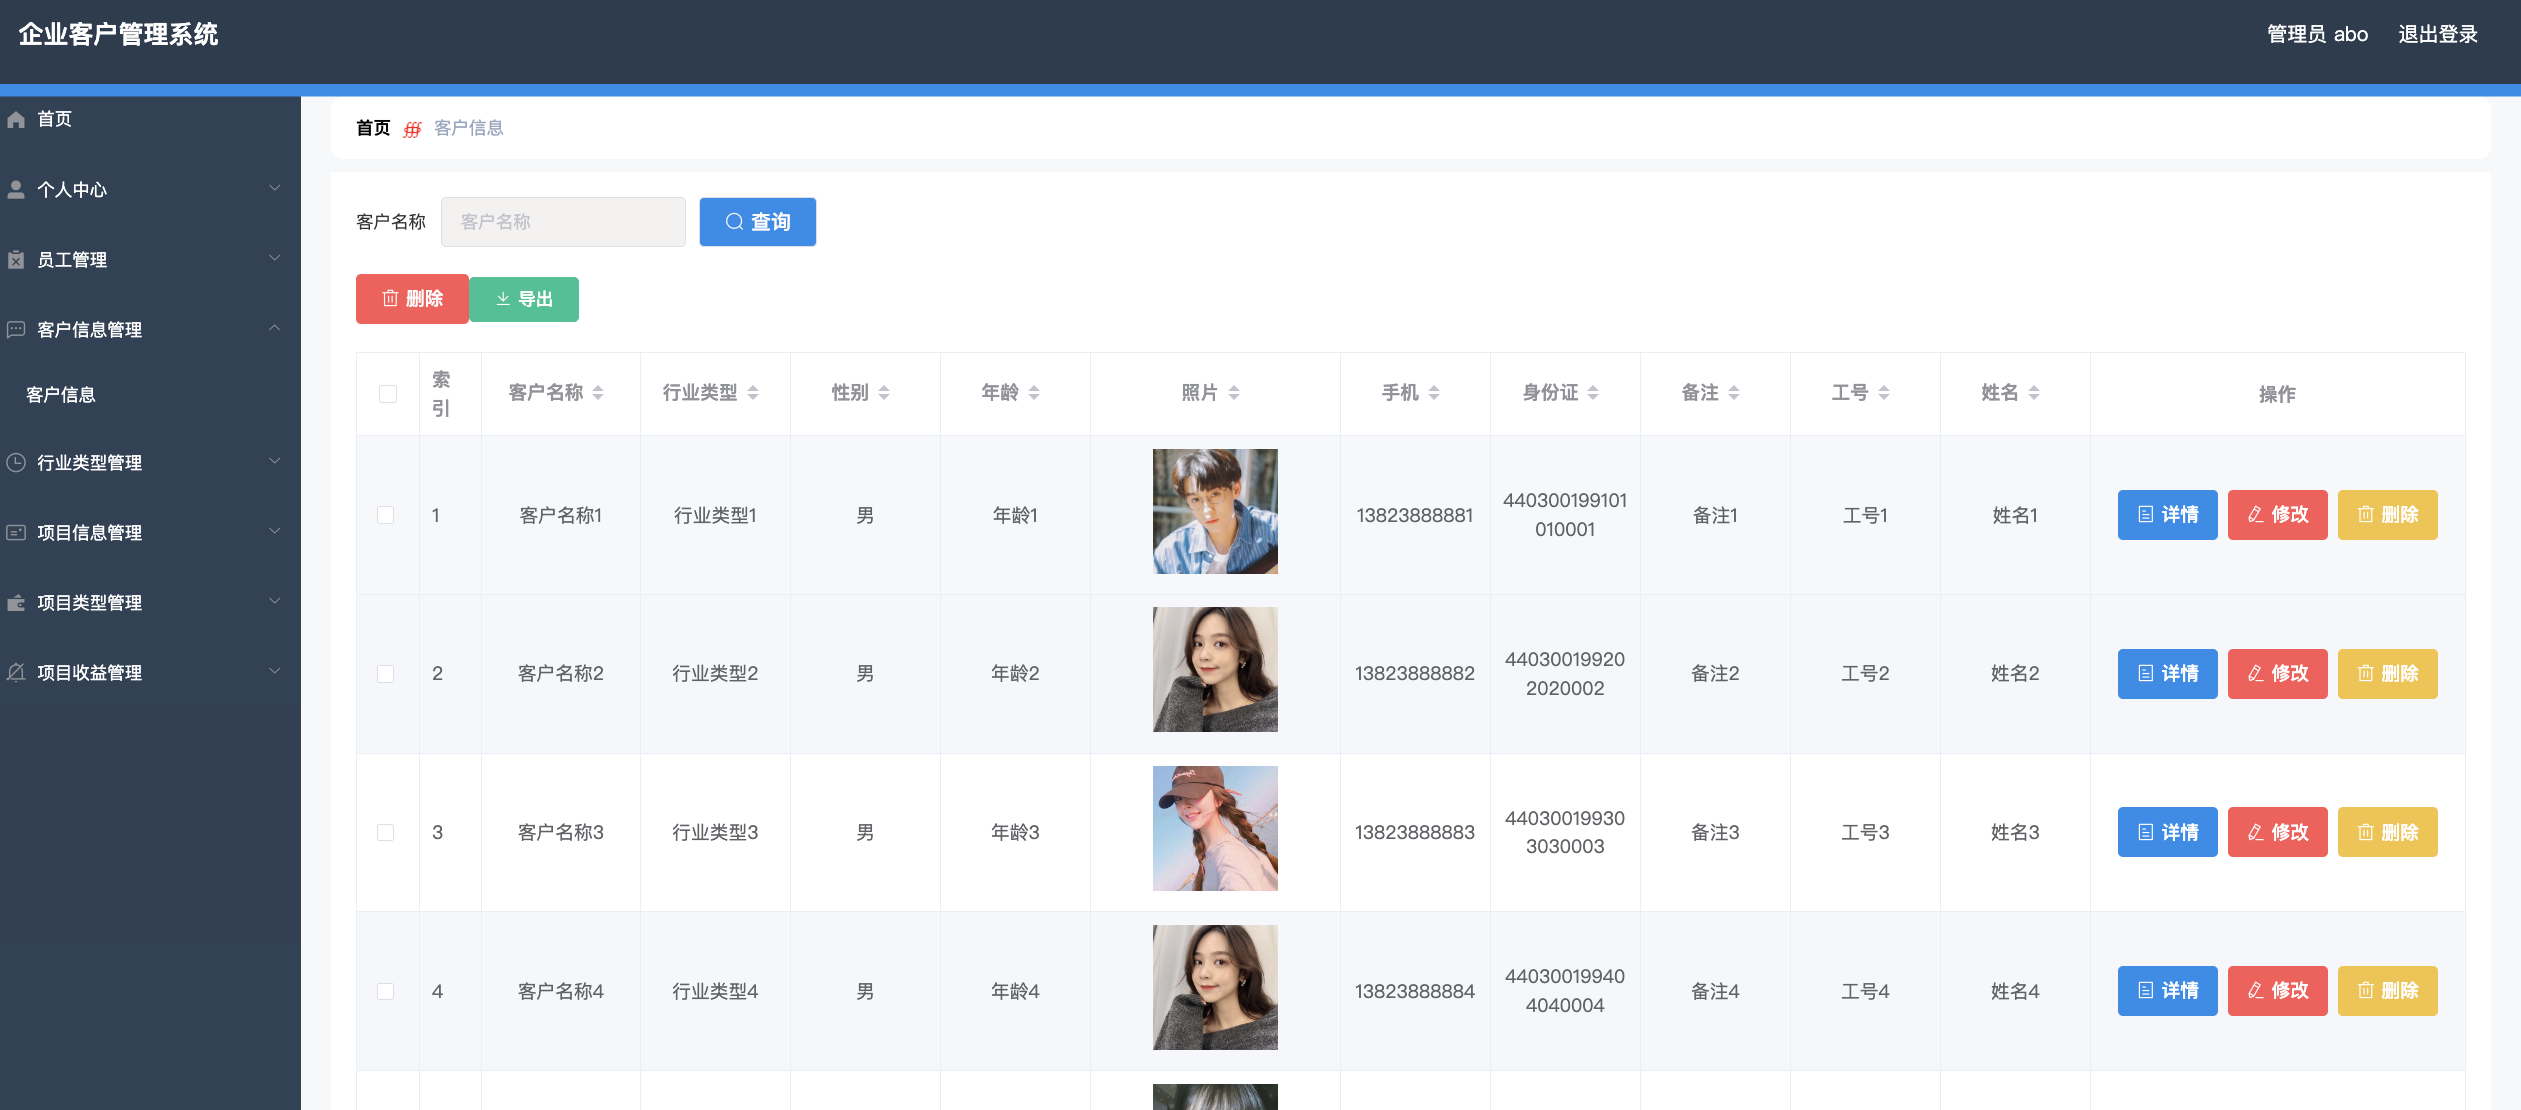 企业客户管理系统
管理员 abo 退出登录
首页
个人中心
员工管理
客户信息管理
客户信息
行业类型管理
项目信息管理
项目类型管理
项目收益管理
首页 客户信息
客户名称 客户名称 查询
删除 导出
索引 客户名称 行业类型 性别 年龄 照片 手机 身份证 备注 工号 姓名 操作
1 客户名称1 行业类型1 男 年龄1 13823888881 440300199101010001 备注1 工号1 姓名1 详情 修改 删除
2 客户名称2 行业类型2 男 年龄2 13823888882 440300199202020002 备注2 工号2 姓名2 详情 修改 删除
3 客户名称3 行业类型3 男 年龄3 13823888883 440300199303030003 备注3 工号3 姓名3 详情 修改 删除
4 客户名称4 行业类型4 男 年龄4 13823888884 440300199404040004 备注4 工号4 姓名4 详情 修改 删除